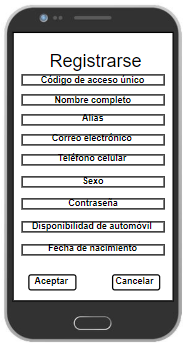 Registrarse
Código de acceso único
Nombre completo
Alias
Correo electrónico
Teléfono celular
Sexo
Contraseña
Disponibilidad de automóvil
Fecha de nacimiento
Aceptar
Cancelar